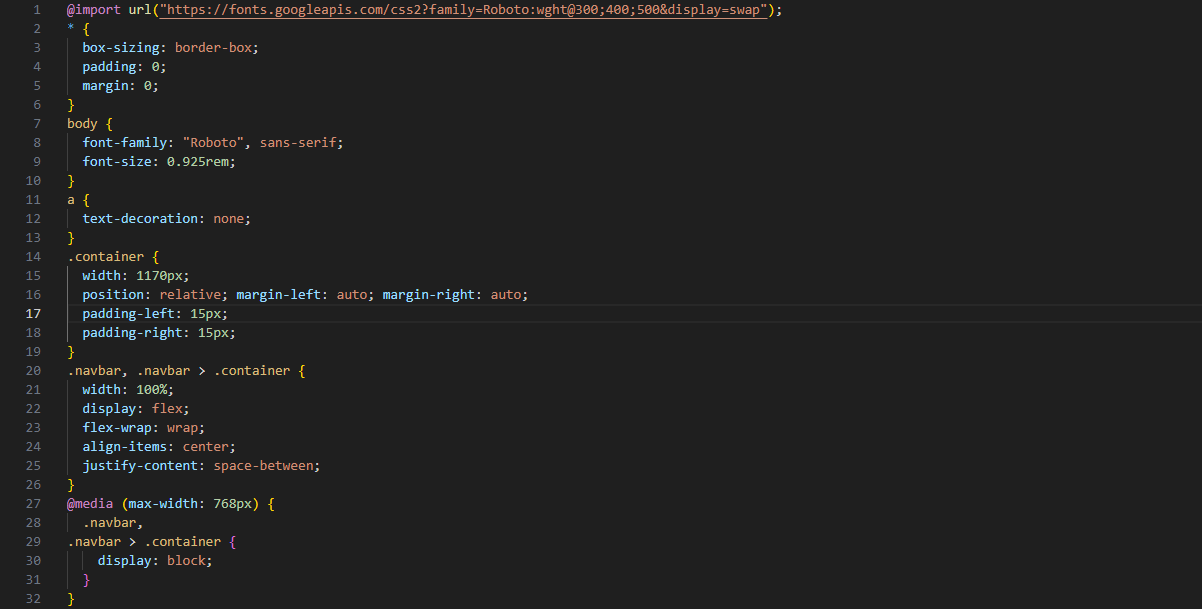 1 @import url("https://fonts.googleapis.com/css2?family=Roboto:wght@300;400;500&display=swap");
2 * {
3   box-sizing: border-box;
4   padding: 0;
5   margin: 0;
6 }
7 body {
8   font-family: "Roboto", sans-serif;
9   font-size: 0.925rem;
10 }
11 a {
12   text-decoration: none;
13 }
14 .container {
15   width: 1170px;
16   position: relative; margin-left: auto; margin-right: auto;
17   padding-left: 15px;
18   padding-right: 15px;
19 }
20 .navbar, .navbar > .container {
21   width: 100%;
22   display: flex;
23   flex-wrap: wrap;
24   align-items: center;
25   justify-content: space-between;
26 }
27 @media (max-width: 768px) {
28   .navbar,
29 .navbar > .container {
30     display: block;
31   }
32 }